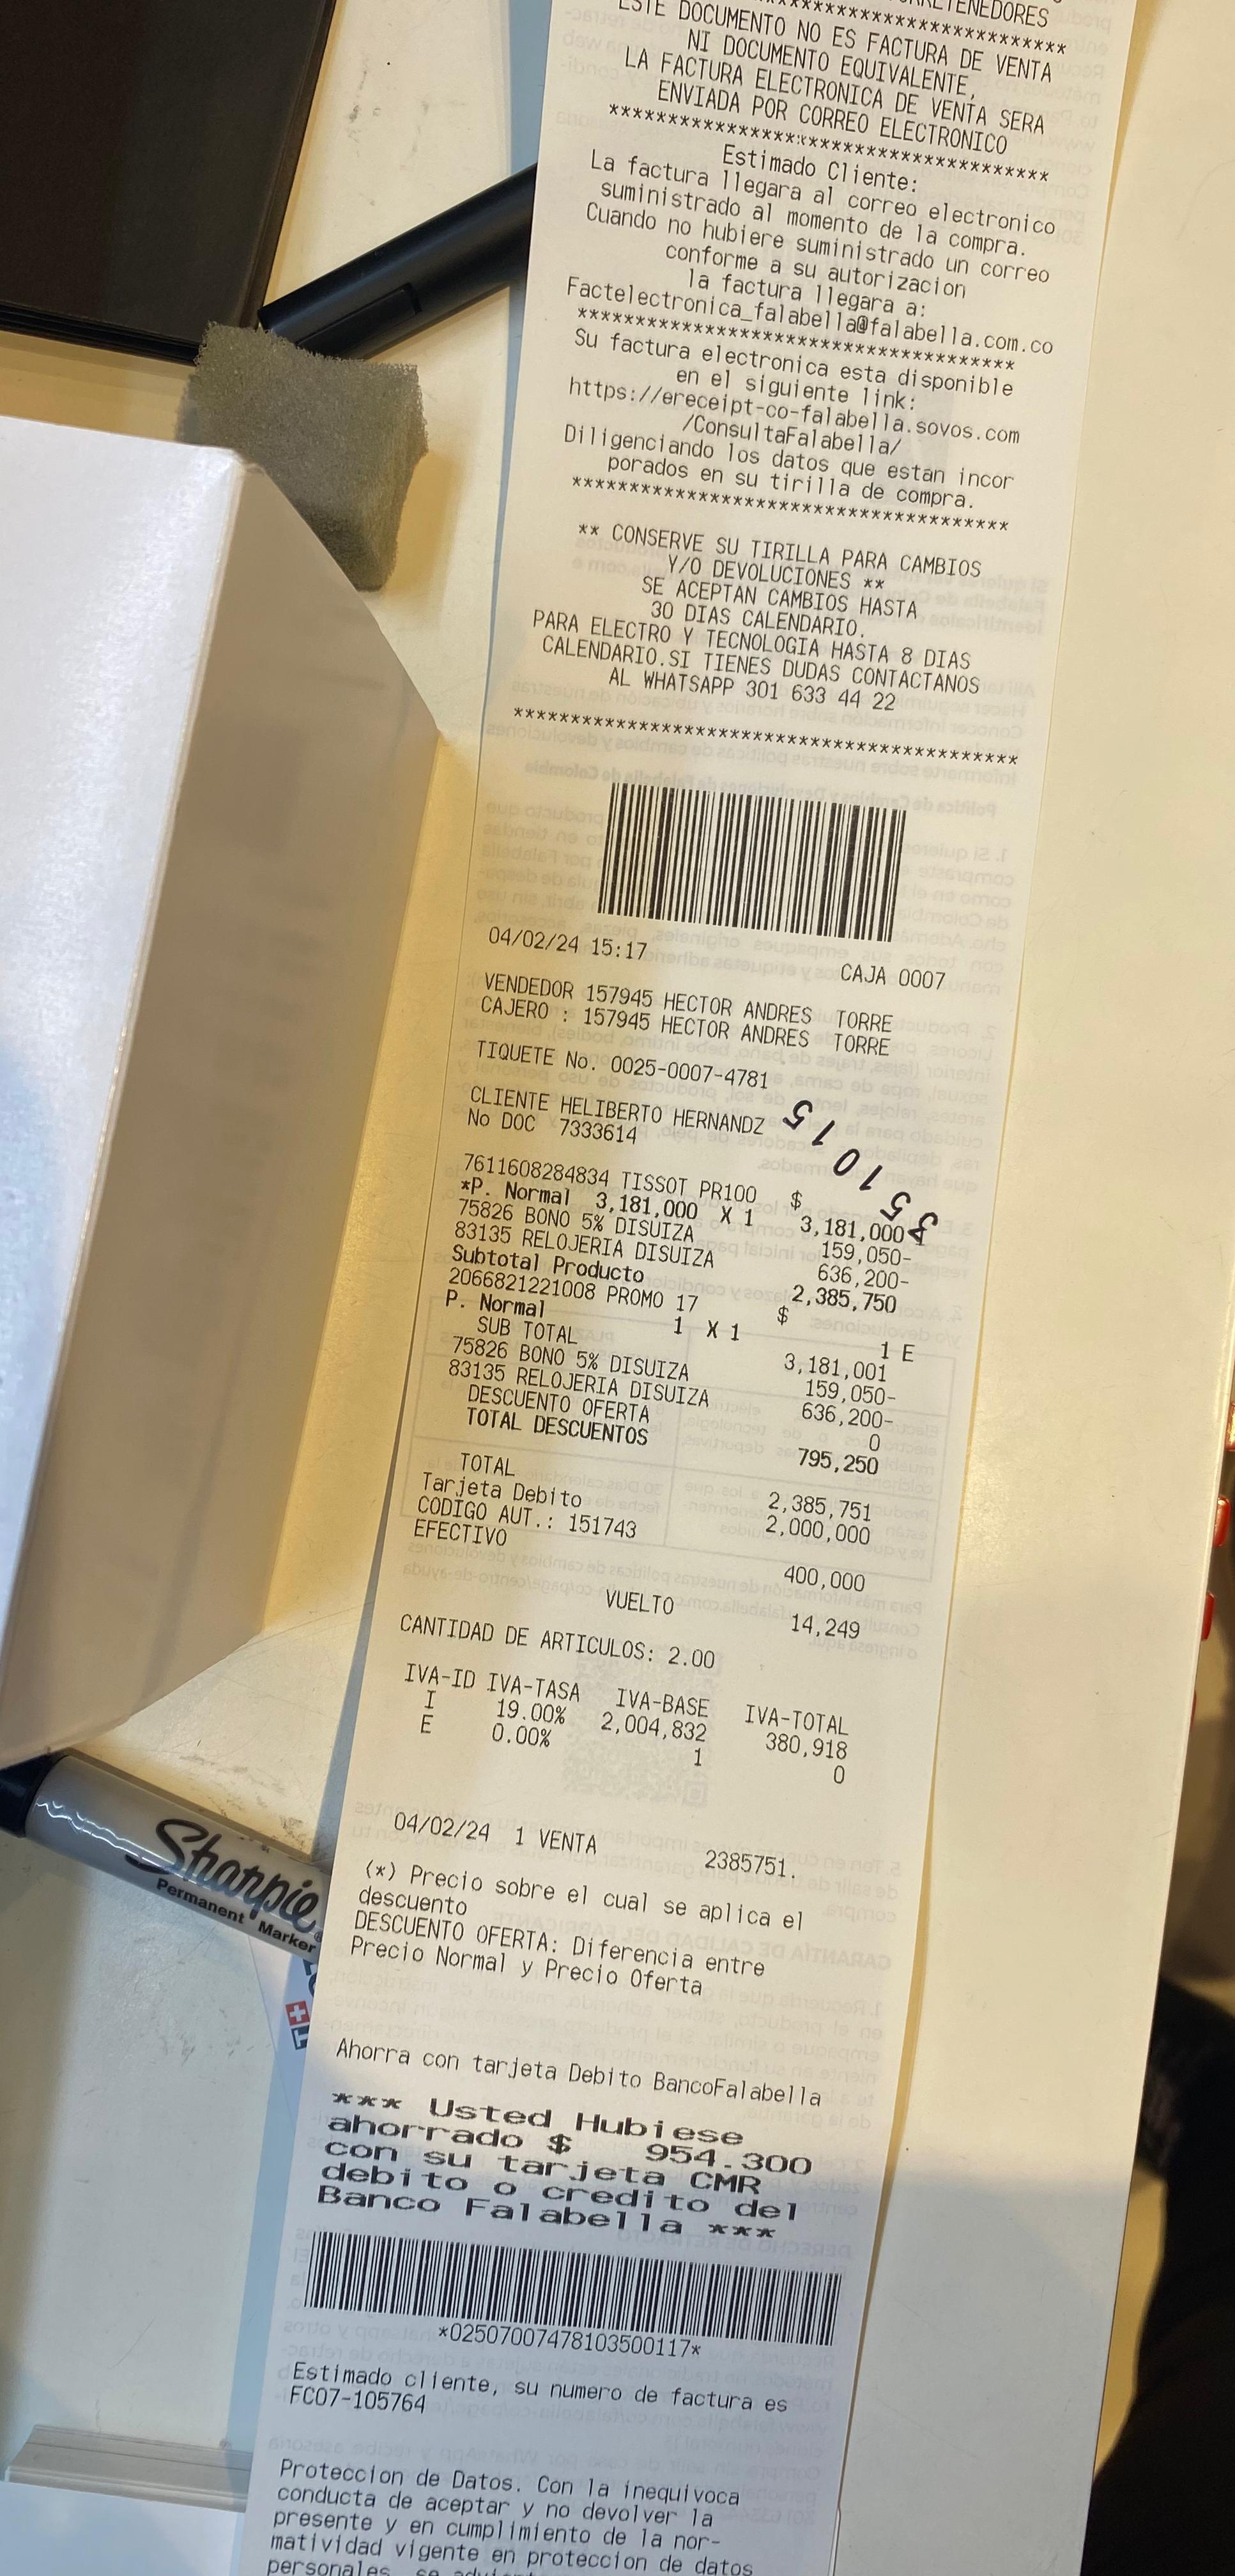 RRETENEDORES
************************************
ESTE DOCUMENTO NO ES FACTURA DE VENTA
NI DOCUMENTO EQUIVALENTE,
LA FACTURA ELECTRONICA DE VENTA SERA
ENVIADA POR CORREO ELECTRONICO
************************************
Estimado Cliente:
La factura llegara al correo electronico
suministrado al momento de la compra.
Cuando no hubiere suministrado un correo
conforme a su autorizacion
la factura llegara a:
Factelectronica_falabella@falabella.com.co
************************************
Su factura electronica esta disponible
en el siguiente link:
https://ereceipt-co-falabella.sovos.com
/ConsultaFalabella/
Diligenciando los datos que estan incor
porados en su tirilla de compra.
************************************
** CONSERVE SU TIRILLA PARA CAMBIOS
Y/O DEVOLUCIONES **
SE ACEPTAN CAMBIOS HASTA
30 DIAS CALENDARIO.
PARA ELECTRO Y TECNOLOGIA HASTA 8 DIAS
CALENDARIO.SI TIENES DUDAS CONTACTANOS
AL WHATSAPP 301 633 44 22
******************************************
04/02/24 15:17 CAJA 0007
VENDEDOR 157945 HECTOR ANDRES TORRE
CAJERO : 157945 HECTOR ANDRES TORRE
TIQUETE No. 0025-0007-4781
CLIENTE HELIBERTO HERNANDZ
No DOC 7333614
7611608284834 TISSOT PR100 $
*P. Normal 3,181,000 X 1 3,181,000
75826 BONO 5% DISUIZA 159,050-
83135 RELOJERIA DISUIZA 636,200-
Subtotal Producto 2,385,750
2066821221008 PROMO 17 $
P. Normal 1 X 1 1 E
SUB TOTAL 3,181,001
75826 BONO 5% DISUIZA 159,050-
83135 RELOJERIA DISUIZA 636,200-
DESCUENTO OFERTA 0
TOTAL DESCUENTOS 795,250
TOTAL 2,385,751
Tarjeta Debito 2,000,000
CODIGO AUT.: 151743
EFECTIVO 400,000
VUELTO 14,249
CANTIDAD DE ARTICULOS: 2.00
IVA-ID IVA-TASA IVA-BASE IVA-TOTAL
I 19.00% 2,004,832 380,918
E 0.00% 1 0
04/02/24 1 VENTA 2385751.
(*) Precio sobre el cual se aplica el
descuento
DESCUENTO OFERTA: Diferencia entre
Precio Normal y Precio Oferta
Ahorra con tarjeta Debito BancoFalabella
*** Usted Hubiese
ahorrado $ 954.300
con su tarjeta CMR
debito o credito del
Banco Falabella ***
*02507007478103500117*
Estimado cliente, su numero de factura es
FC07-105764
Proteccion de Datos. Con la inequivoca
conducta de aceptar y no devolver la
presente y en cumplimiento de la nor-
matividad vigente en proteccion de datos
personales, se
Sharpie
Permanent Marker